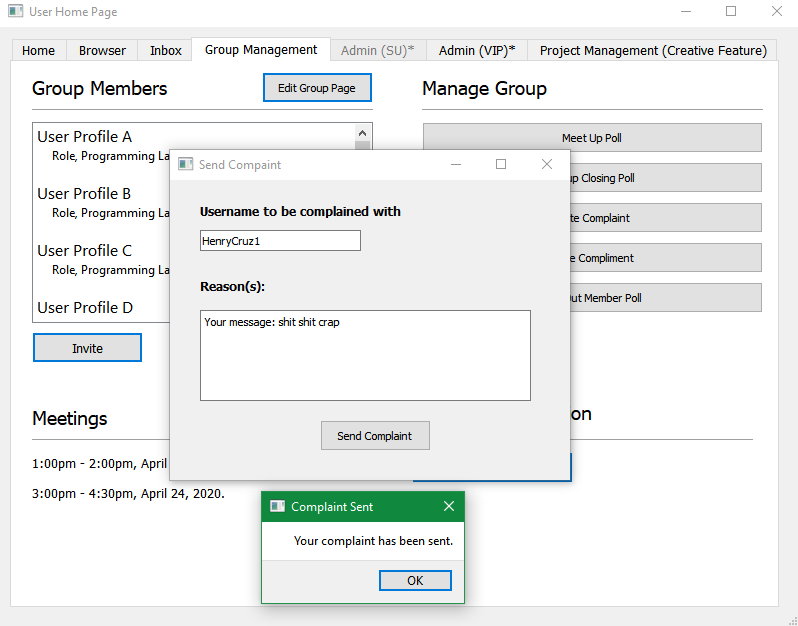 User Home Page
Home Browser Inbox Group Management Admin (SU)* Admin (VIP)* Project Management (Creative Feature)
Group Members
Edit Group Page
Manage Group
User Profile A
Role, Programming La
User Profile B
Role, Programming La
User Profile C
Role, Programming La
User Profile D
Invite
Meet Up Poll
up Closing Poll
te Complaint
e Compliment
Out Member Poll
Send Compaint
Username to be complained with
HenryCruz1
Reason(s):
Your message: shit shit crap
Send Complaint
Meetings
on
1:00pm - 2:00pm, April
3:00pm - 4:30pm, April 24, 2020.
Complaint Sent
Your complaint has been sent.
OK